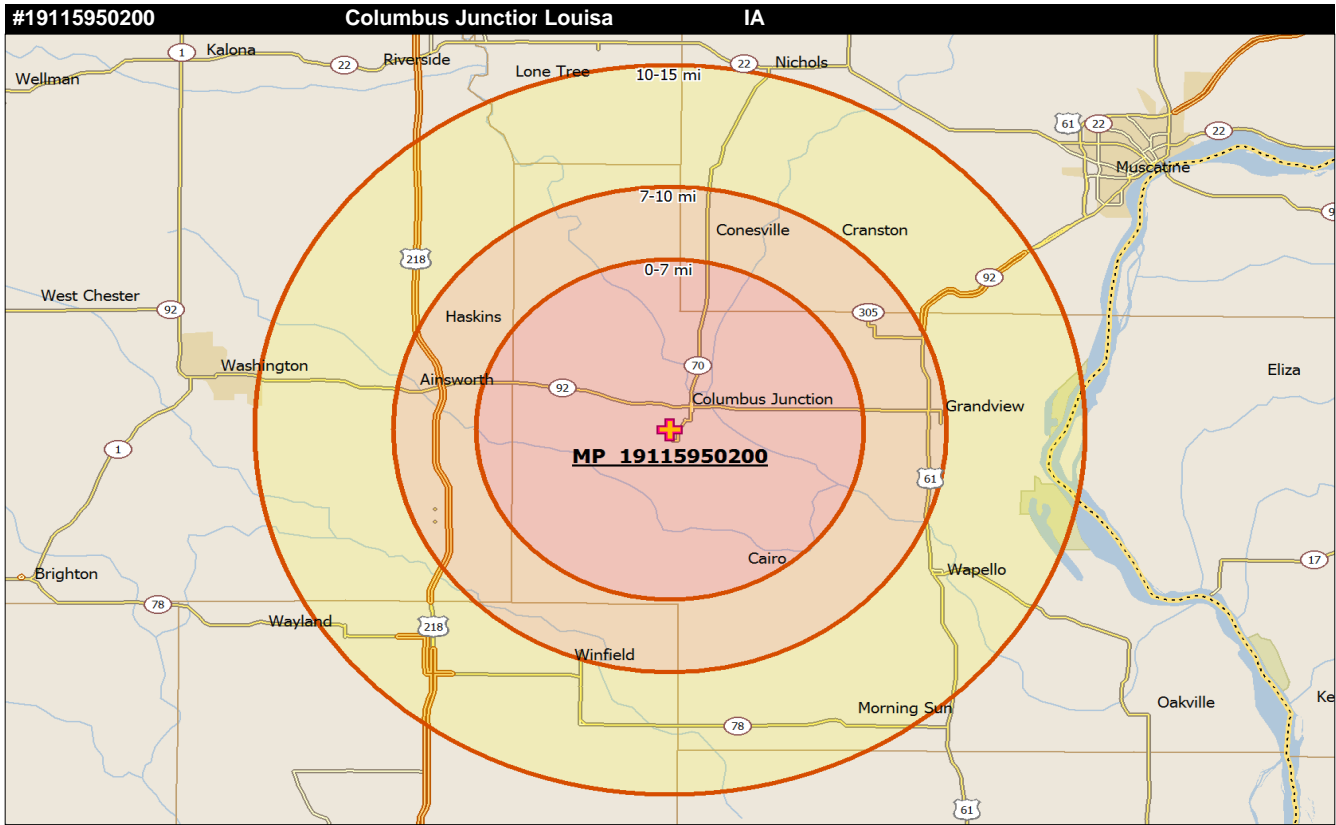 #19115950200 Columbus Junction Louisa IA
1 Kalona Riverside 22 Lone Tree 10-15 mi 22 Nichols
Wellman
61 22 22
Muscatine
7-10 mi
Conesville Cranston
218
0-7 mi
West Chester
92
92
Haskins
305
Washington
70
Eliza
Ainsworth 92
Columbus Junction Grandview
1
MP 19115950200
61
Cairo
17
Brighton
Wapello
78
Wayland
218
Winfield
Morning Sun Oakville Ke
78
61